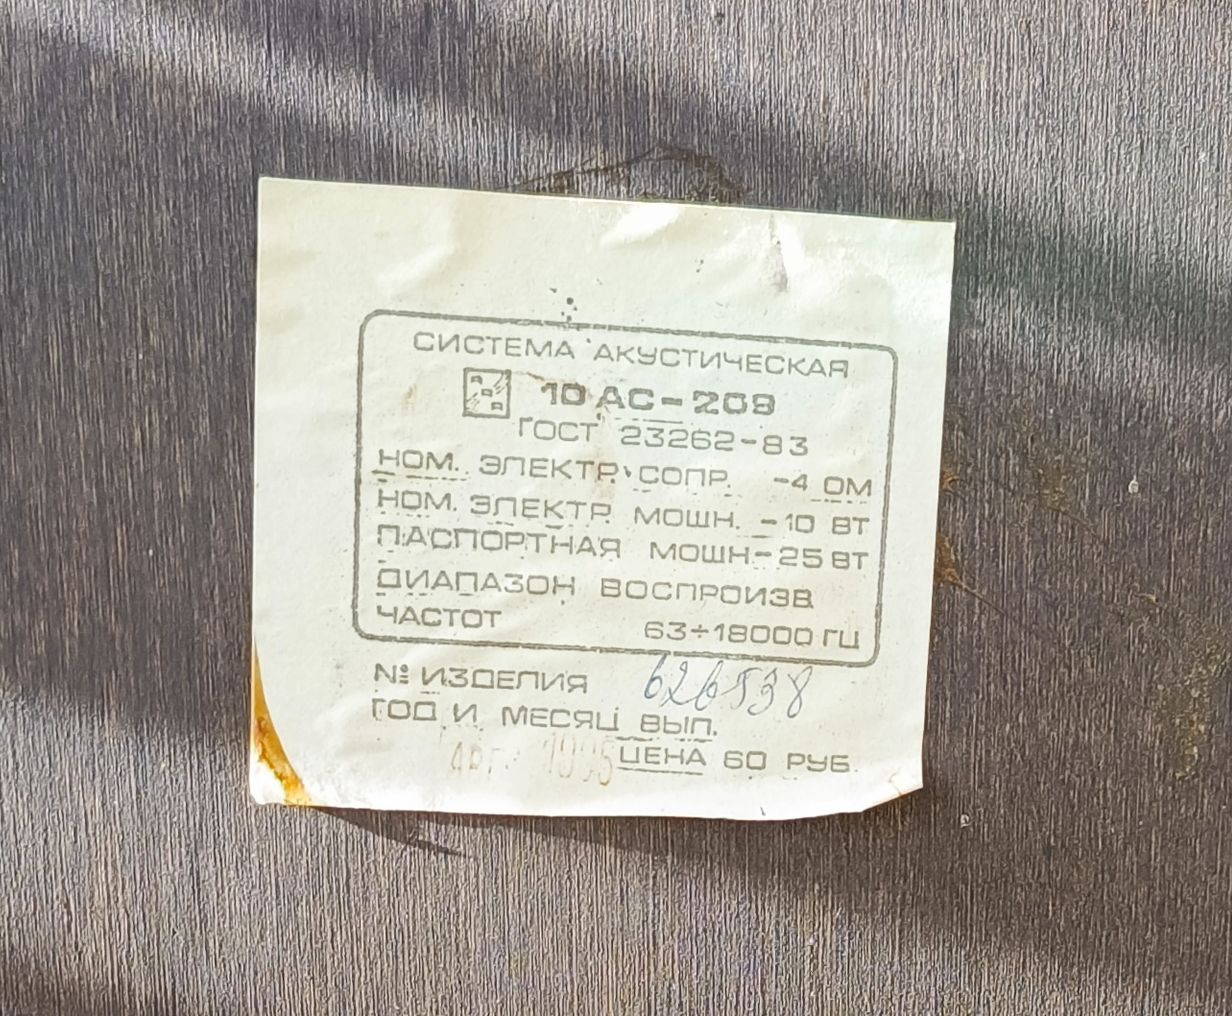 СИСТЕМА АКУСТИЧЕСКАЯ
10 АС-209
ГОСТ 23262-83
НОМ. ЭЛЕКТР. СОПР. -4 ОМ
НОМ. ЭЛЕКТР. МОЩН. -10 ВТ
ПАСПОРТНАЯ МОЩН-25 ВТ
ДИАПАЗОН ВОСПРОИЗВ
ЧАСТОТ 63÷18000 ГЦ
№ ИЗДЕЛИЯ 626538
ГОД И МЕСЯЦ ВЫП.
ЦЕНА 60 РУБ.